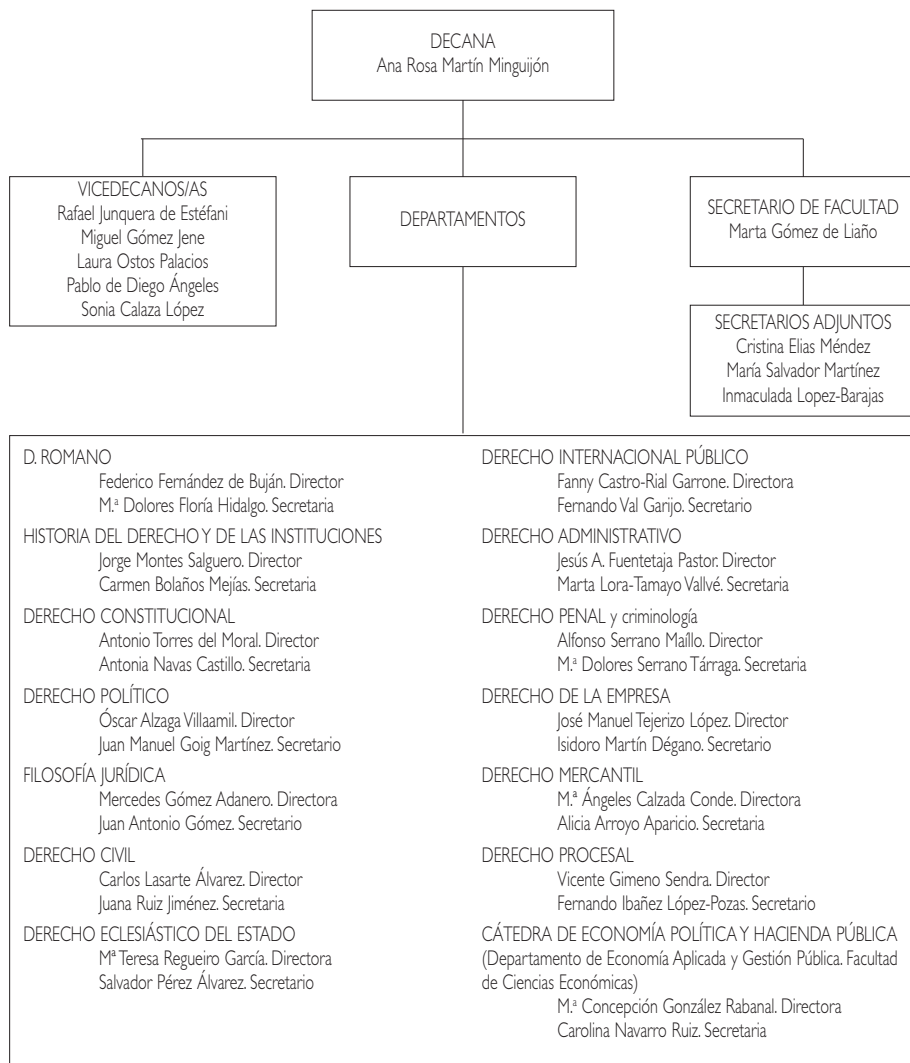 DECANA
Ana Rosa Martín Minguijón
VICEDECANOS/AS
Rafael Junquera de Estéfani
Miguel Gómez Jene
Laura Ostos Palacios
Pablo de Diego Ángeles
Sonia Calaza López
DEPARTAMENTOS
SECRETARIO DE FACULTAD
Marta Gómez de Liaño
SECRETARIOS ADJUNTOS
Cristina Elias Méndez
María Salvador Martínez
Inmaculada Lopez-Barajas
D. ROMANO
Federico Fernández de Buján. Director
M.ª Dolores Floría Hidalgo. Secretaria
HISTORIA DEL DERECHO Y DE LAS INSTITUCIONES
Jorge Montes Salguero. Director
Carmen Bolaños Mejías. Secretaria
DERECHO CONSTITUCIONAL
Antonio Torres del Moral. Director
Antonia Navas Castillo. Secretaria
DERECHO POLÍTICO
Óscar Alzaga Villaamil. Director
Juan Manuel Goig Martínez. Secretario
FILOSOFÍA JURÍDICA
Mercedes Gómez Adanero. Directora
Juan Antonio Gómez. Secretario
DERECHO CIVIL
Carlos Lasarte Álvarez. Director
Juana Ruiz Jiménez. Secretaria
DERECHO ECLESIÁSTICO DEL ESTADO
Mª Teresa Regueiro García. Directora
Salvador Pérez Álvarez. Secretario
DERECHO INTERNACIONAL PÚBLICO
Fanny Castro-Rial Garrone. Directora
Fernando Val Garijo. Secretario
DERECHO ADMINISTRATIVO
Jesús A. Fuentetaja Pastor. Director
Marta Lora-Tamayo Vallvé. Secretaria
DERECHO PENAL y criminología
Alfonso Serrano Maíllo. Director
M.ª Dolores Serrano Tárraga. Secretaria
DERECHO DE LA EMPRESA
José Manuel Tejerizo López. Director
Isidoro Martín Dégano. Secretario
DERECHO MERCANTIL
M.ª Ángeles Calzada Conde. Directora
Alicia Arroyo Aparicio. Secretaria
DERECHO PROCESAL
Vicente Gimeno Sendra. Director
Fernando Ibañez López-Pozas. Secretario
CÁTEDRA DE ECONOMÍA POLÍTICA Y HACIENDA PÚBLICA
(Departamento de Economía Aplicada y Gestión Pública. Facultad
de Ciencias Económicas)
M.ª Concepción González Rabanal. Directora
Carolina Navarro Ruiz. Secretaria